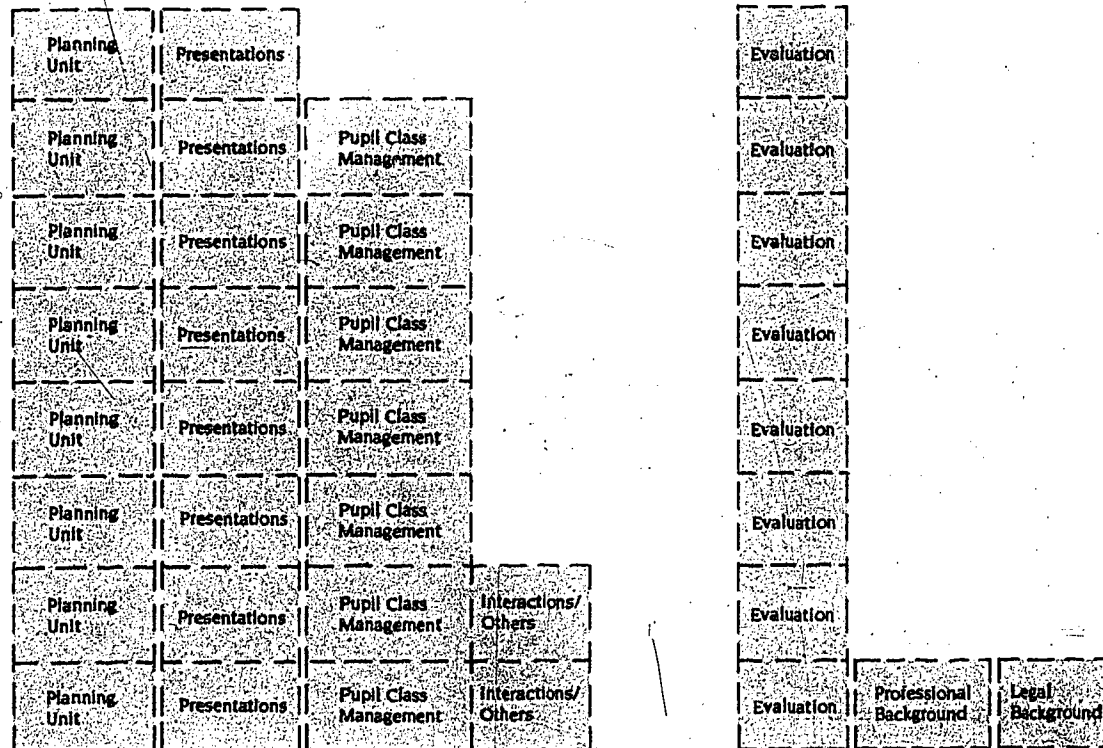 Planning
Unit
Presentations
Evaluation
Planning
Unit
Presentations
Pupil Class
Management
Evaluation
Planning
Unit
Presentations
Pupil Class
Management
Evaluation
Planning
Unit
Presentations
Pupil Class
Management
Evaluation
Planning
Unit
Presentations
Pupil Class
Management
Evaluation
Planning
Unit
Presentations
Pupil Class
Management
Evaluation
Planning
Unit
Presentations
Pupil Class
Management
Interactions/
Others
Evaluation
Planning
Unit
Presentations
Pupil Class
Management
Interactions/
Others
Evaluation
Professional
Background
Legal
Background